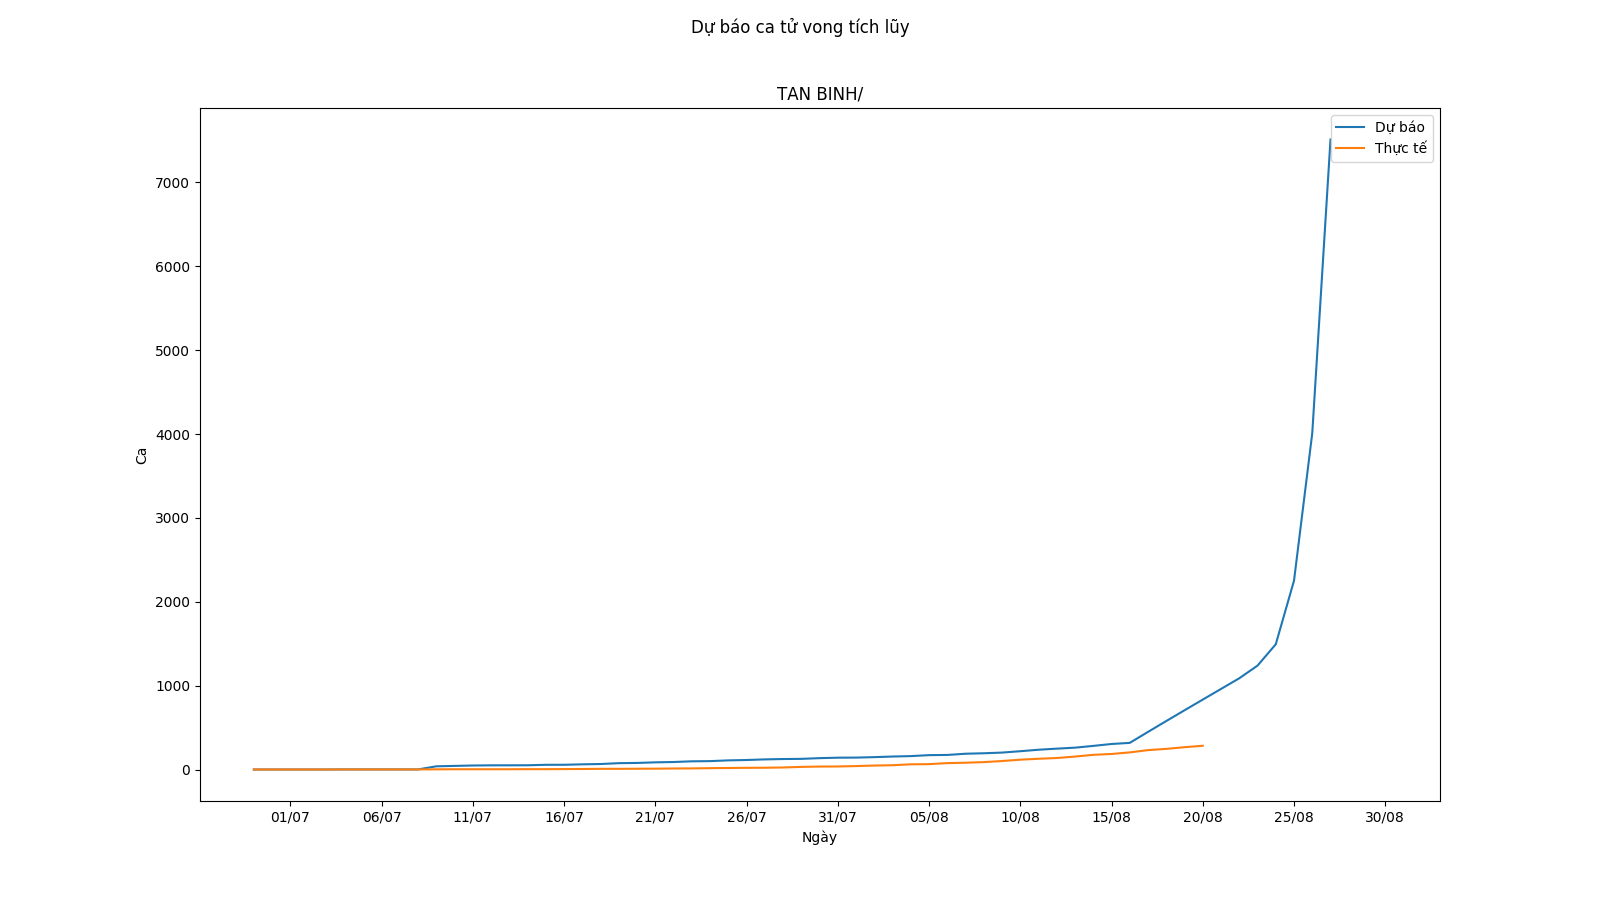 Dự báo ca tử vong tích lũy
TAN BINH/
Dự báo
Thực tế
7000
6000
5000
4000
3000
2000
1000
0
Ca
01/07 06/07 11/07 16/07 21/07 26/07 31/07 05/08 10/08 15/08 20/08 25/08 30/08
Ngày